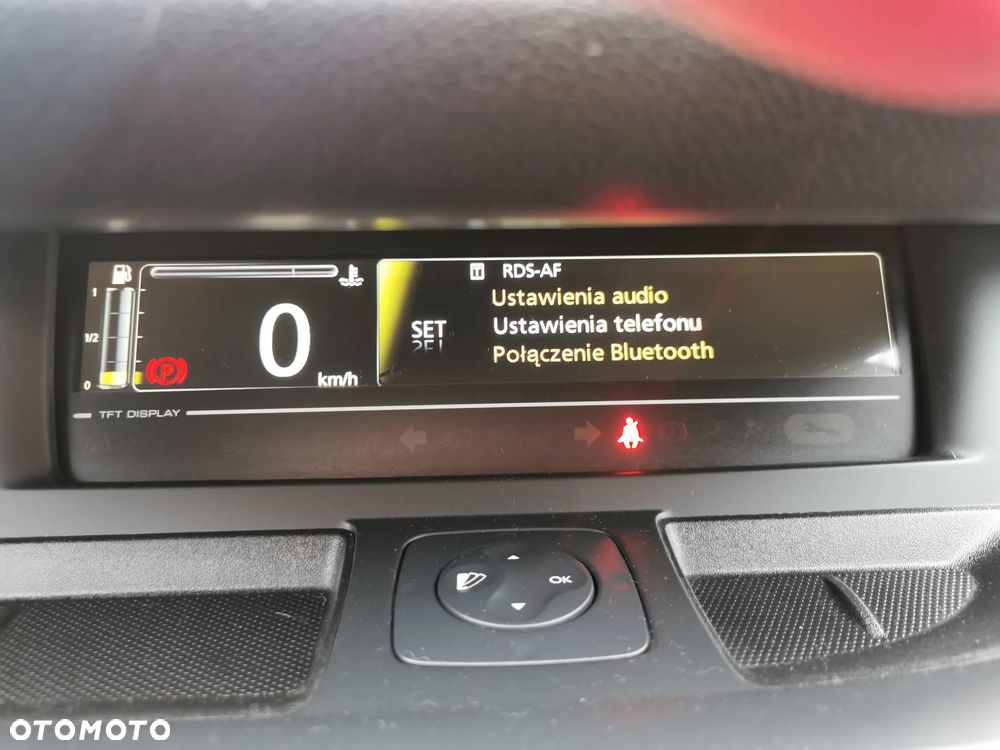 RDS-AF
Ustawienia audio
Ustawienia telefonu
Połączenie Bluetooth
SET
1
1/2
0
0
km/h
P
TFT DISPLAY
OK
OTOMOTO